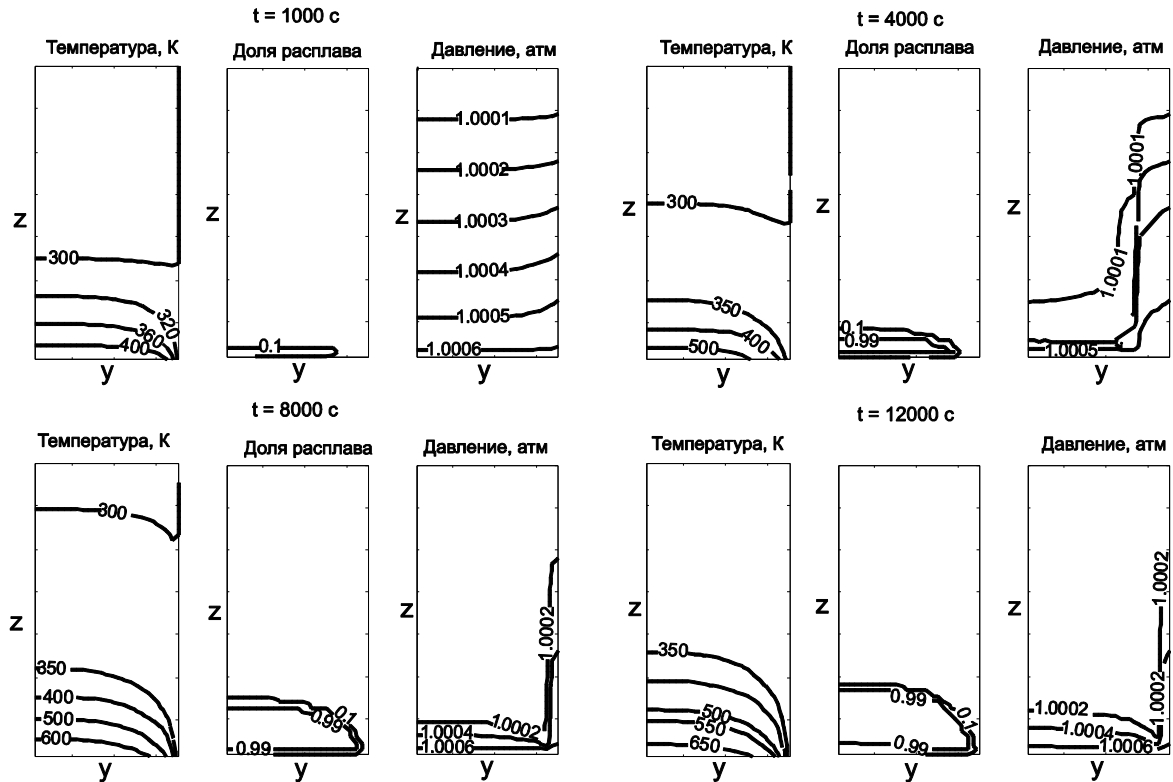 t = 1000 с
t = 4000 с
Температура, К
Доля расплава
Давление, атм
Температура, К
Доля расплава
Давление, атм
z
300
320
360
400
y
z
0.1
y
z
1.0001
1.0002
1.0003
1.0004
1.0005
1.0006
y
z
300
350
400
500
y
z
0.1
0.99
y
z
1.0001
1.0001
1.0005
y
t = 8000 с
t = 12000 с
Температура, К
Доля расплава
Давление, атм
Температура, К
Давление, атм
z
300
350
400
500
600
y
z
0.1
0.99
0.99
y
z
1.0002
1.0002
1.0004
1.0006
y
z
350
500
550
650
y
z
0.1
0.99
0.99
y
z
1.0002
1.0002
1.0002
1.0004
1.0006
y